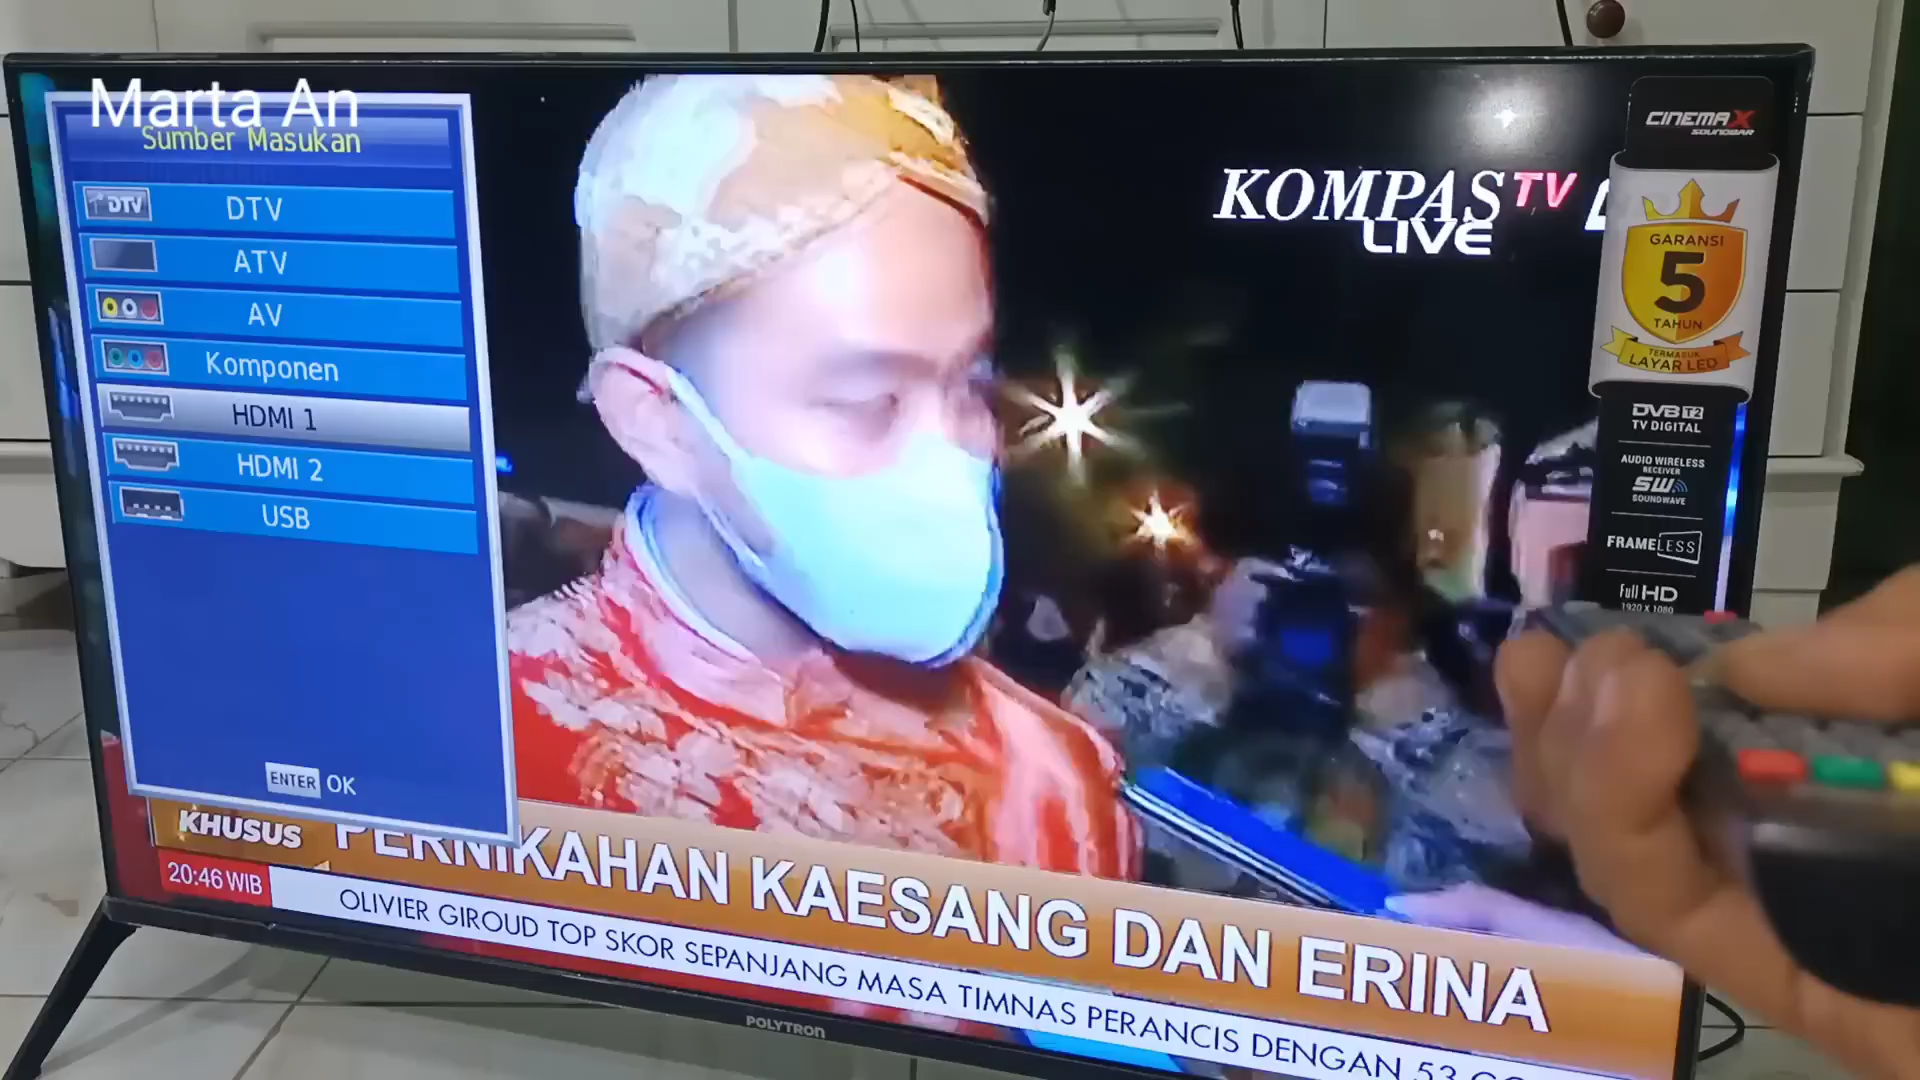 Marta An
Sumber Masukan
DTV DTV
ATV
AV
Komponen
HDMI 1
HDMI 2
USB
ENTER OK
KOMPAS TV
LIVE
CINEMAX
SOUNDBAR
GARANSI
5
TAHUN
TERMASUK
LAYAR LED
DVB T2
TV DIGITAL
AUDIO WIRELESS
RECEIVER
SW
SOUNDWAVE
FRAMELESS
Full HD
1920 X 1080
KHUSUS
PERNIKAHAN KAESANG DAN ERINA
20:46 WIB
OLIVIER GIROUD TOP SKOR SEPANJANG MASA TIMNAS PERANCIS DENGAN 53
POLYTRON